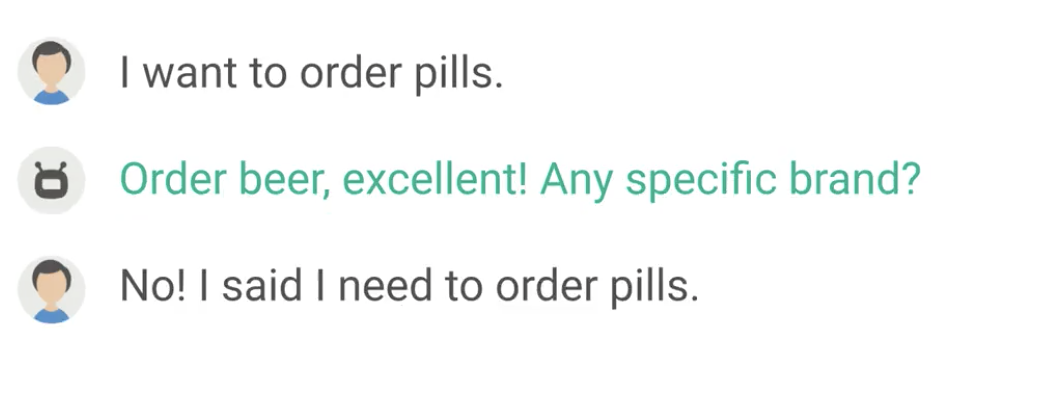 I want to order pills.
Order beer, excellent! Any specific brand?
No! I said I need to order pills.